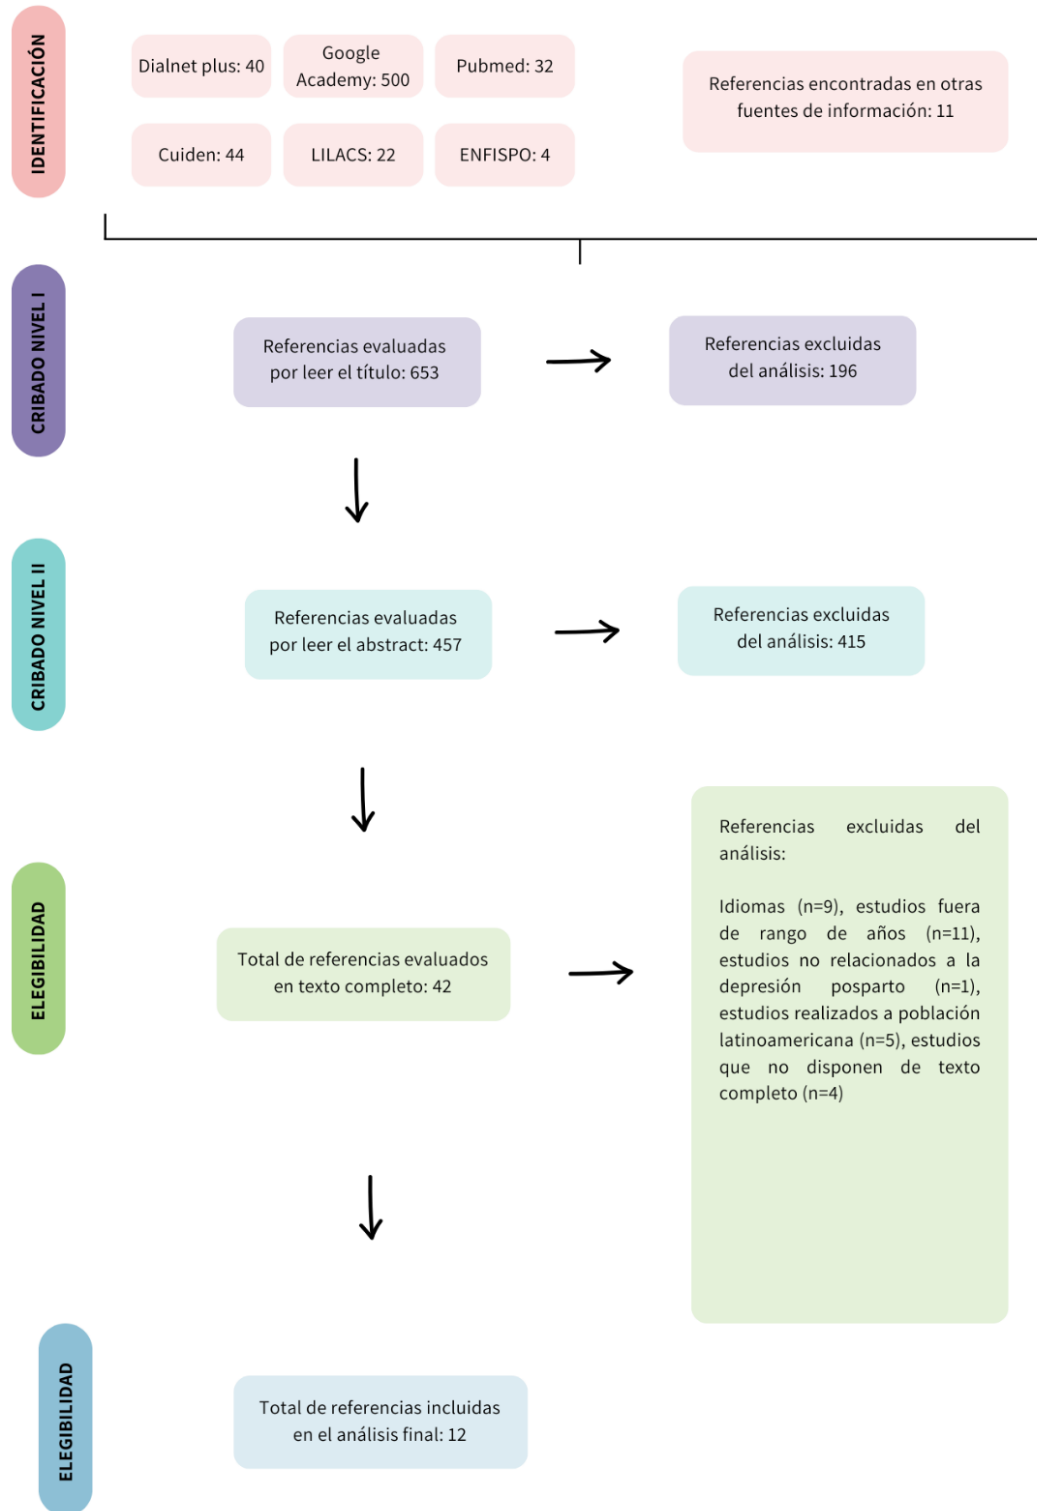 IDENTIFICACIÓN
Dialnet plus: 40
Google
Academy: 500
Pubmed: 32
Cuiden: 44
LILACS: 22
ENFISPO: 4
Referencias encontradas en otras
fuentes de información: 11
CRIBADO NIVEL I
Referencias evaluadas
por leer el título: 653
Referencias excluidas
del análisis: 196
CRIBADO NIVEL II
Referencias evaluadas
por leer el abstract: 457
Referencias excluidas
del análisis: 415
ELEGIBILIDAD
Total de referencias evaluados
en texto completo: 42
Referencias excluidas del
análisis:
Idiomas (n=9), estudios fuera
de rango de años (n=11),
estudios no relacionados a la
depresión posparto (n=1),
estudios realizados a población
latinoamericana (n=5), estudios
que no disponen de texto
completo (n=4)
ELEGIBILIDAD
Total de referencias incluidas
en el análisis final: 12